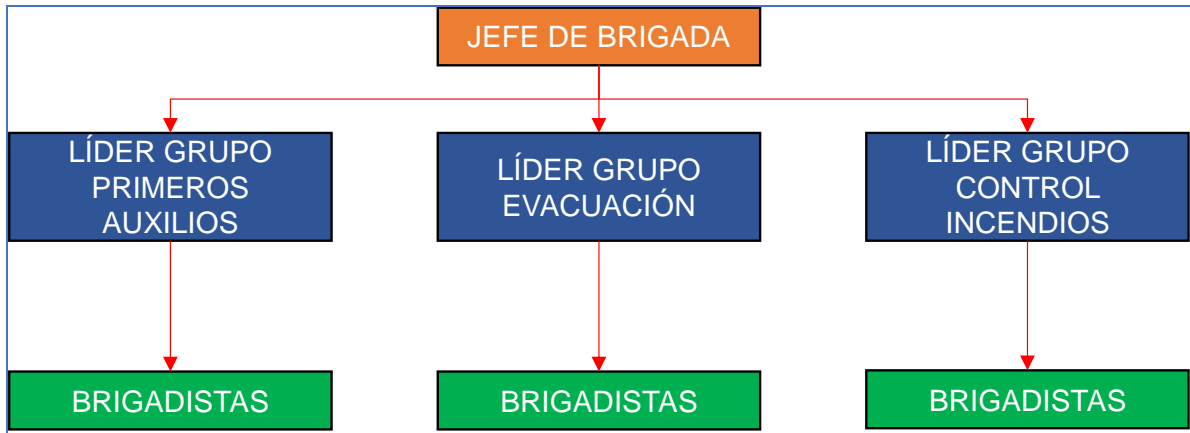 JEFE DE BRIGADA
LÍDER GRUPO
PRIMEROS
AUXILIOS
LÍDER GRUPO
EVACUACIÓN
LÍDER GRUPO
CONTROL
INCENDIOS
BRIGADISTAS
BRIGADISTAS
BRIGADISTAS